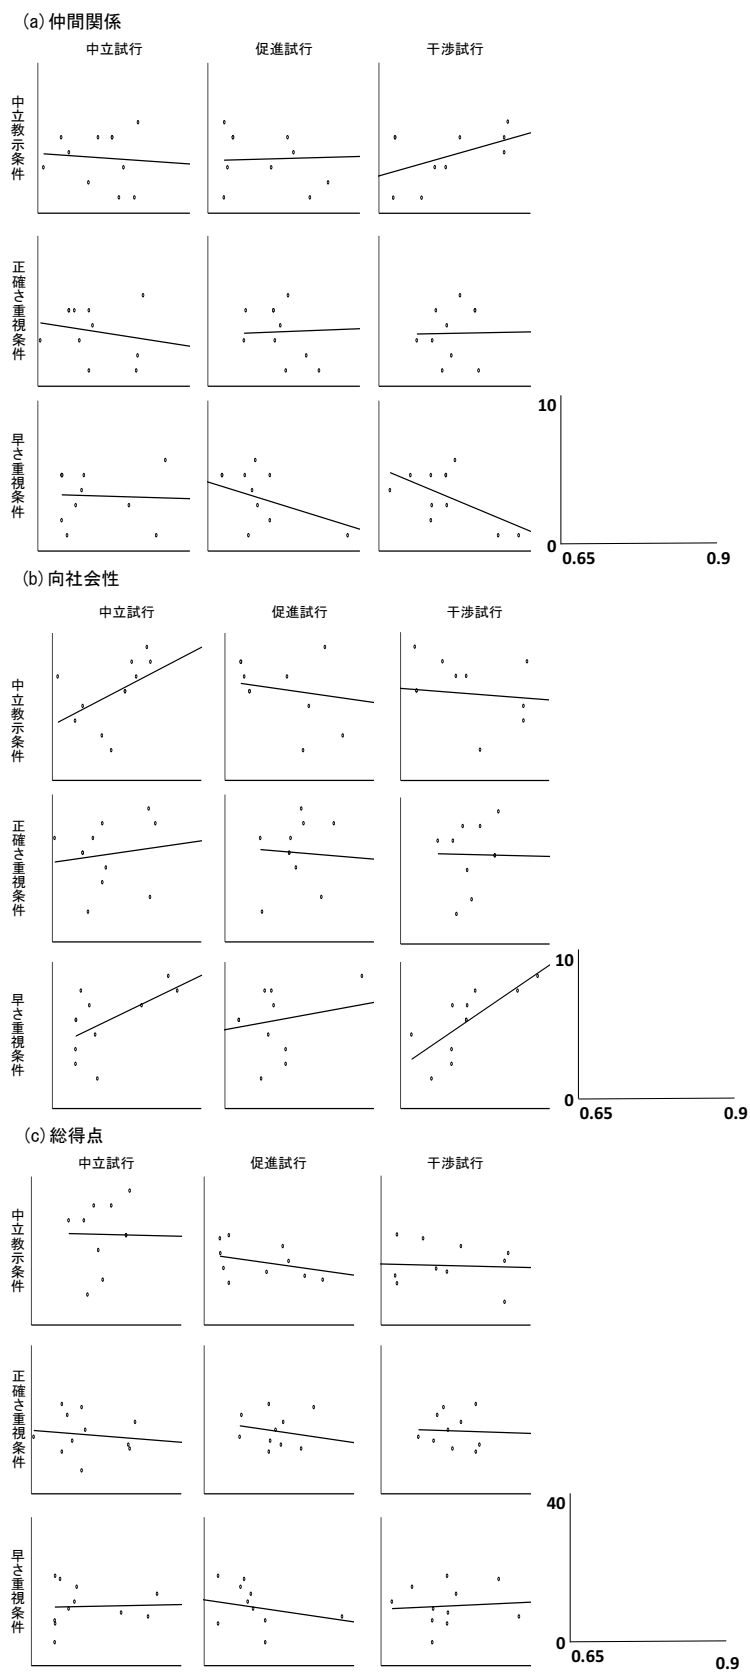 (a)仲間関係
中立試行
促進試行
干渉試行
中立教示条件
正確さ重視条件
早さ重視条件
10
0
0.65
0.9
(b)向社会性
中立試行
促進試行
干渉試行
中立教示条件
正確さ重視条件
早さ重視条件
10
0
0.65
0.9
(c)総得点
中立試行
促進試行
干渉試行
中立教示条件
正確さ重視条件
早さ重視条件
40
0
0.65
0.9